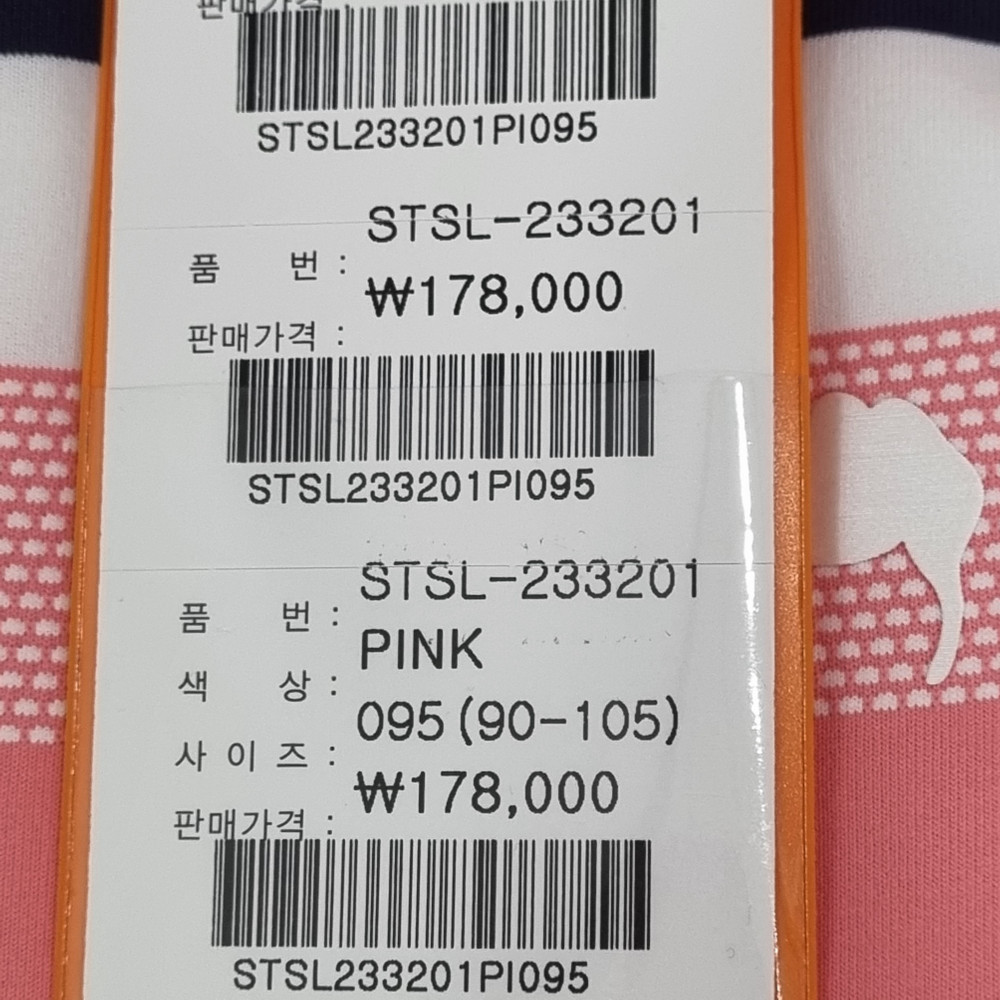 판매가격 :
STSL233201PI095
품 번 : STSL-233201
판매가격 : ₩178,000
STSL233201PI095
품 번 : STSL-233201
색 상 : PINK
사 이 즈 : 095(90-105)
판매가격 : ₩178,000
STSL233201PI095